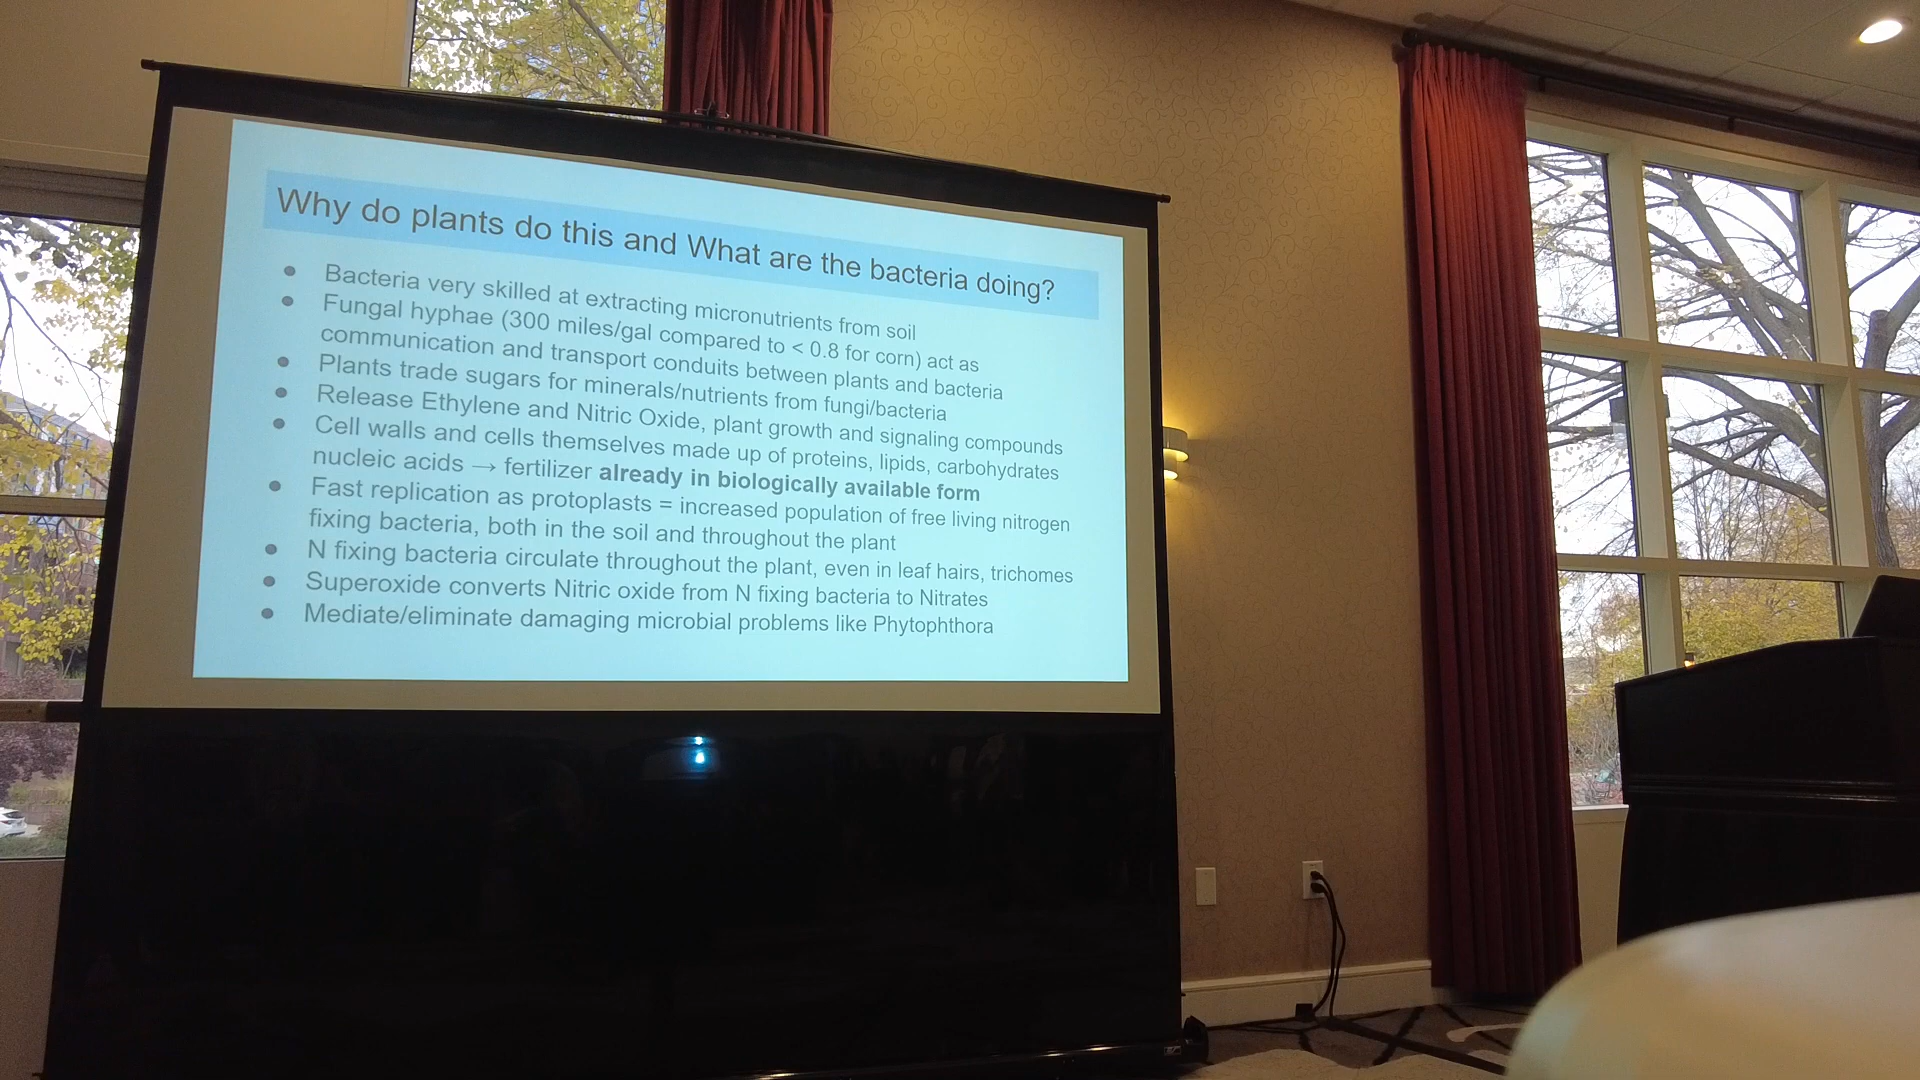 Why do plants do this and What are the bacteria doing?
● Bacteria very skilled at extracting micronutrients from soil
● Fungal hyphae (300 miles/gal compared to < 0.8 for corn) act as
communication and transport conduits between plants and bacteria
● Plants trade sugars for minerals/nutrients from fungi/bacteria
● Release Ethylene and Nitric Oxide, plant growth and signaling compounds
● Cell walls and cells themselves made up of proteins, lipids, carbohydrates
nucleic acids → fertilizer already in biologically available form
● Fast replication as protoplasts = increased population of free living nitrogen
fixing bacteria, both in the soil and throughout the plant
● N fixing bacteria circulate throughout the plant, even in leaf hairs, trichomes
● Superoxide converts Nitric oxide from N fixing bacteria to Nitrates
● Mediate/eliminate damaging microbial problems like Phytophthora